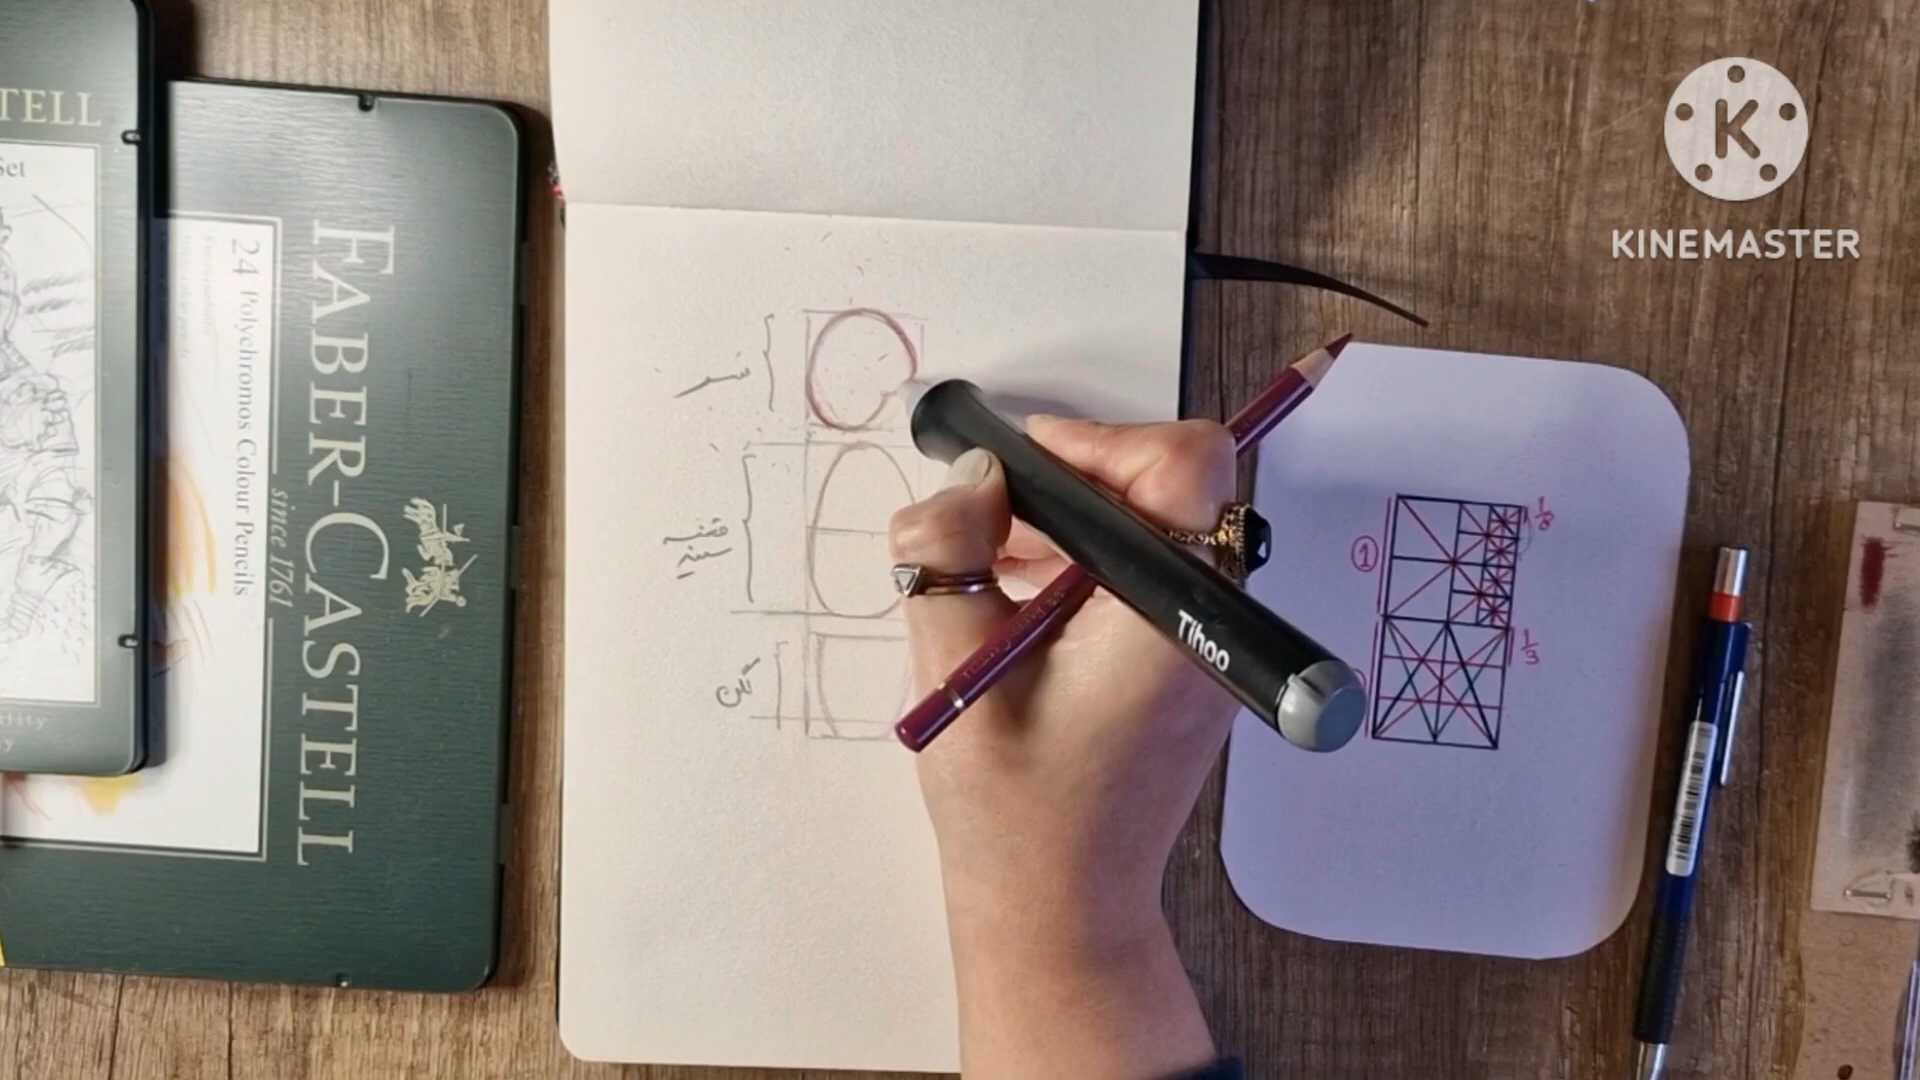 TELL
Set
FABER-CASTELL
since 1761
24 Polychromos Colour Pencils
سر
قفسه
سینه
لگن
Tihoo
1
1/8
1/3
K
KINEMASTER